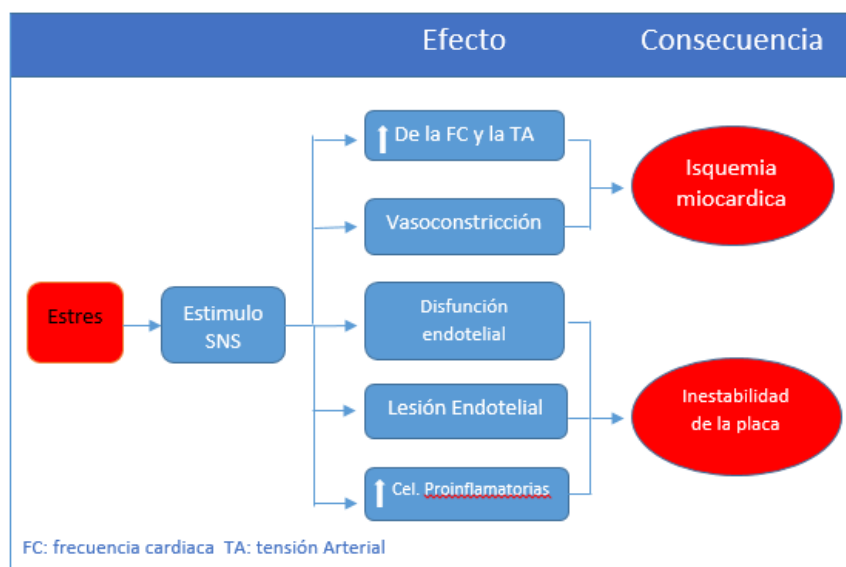 Efecto
Consecuencia
De la FC y la TA
Isquemia
miocardica
Vasoconstricción
Estres
Estimulo
SNS
Disfunción
endotelial
Lesión Endotelial
Inestabilidad
de la placa
Cel. Proinflamatorias
FC: frecuencia cardiaca TA: tensión Arterial